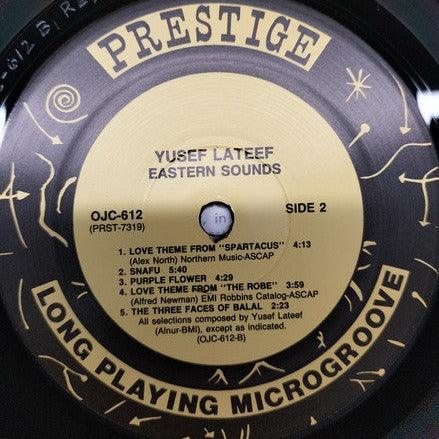 PRESTIGE
YUSEF LATEEF
EASTERN SOUNDS
OJC-612
(PRST-7319)
SIDE 2
1. LOVE THEME FROM "SPARTACUS" 4:13
(Alex North) Northern Music-ASCAP
2. SNAFU 5:40
3. PURPLE FLOWER 4:29
4. LOVE THEME FROM "THE ROBE" 3:59
(Alfred Newman) EMI Robbins Catalog-ASCAP
5. THE THREE FACES OF BALAL 2:23
All selections composed by Yusef Lateef
(Alnur-BMI), except as indicated.
(OJC-612-B)
LONG PLAYING MICROGROOVE
in